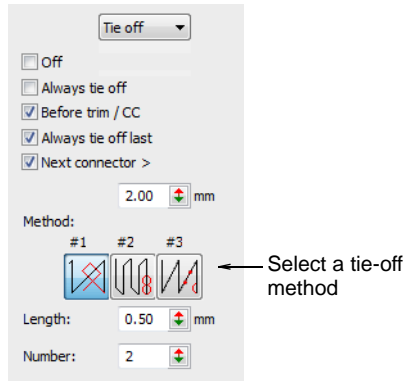 Tie off
Off
Always tie off
Before trim / CC
Always tie off last
Next connector >
2.00 mm
Method:
#1 #2 #3
Select a tie-off
method
Length: 0.50 mm
Number: 2